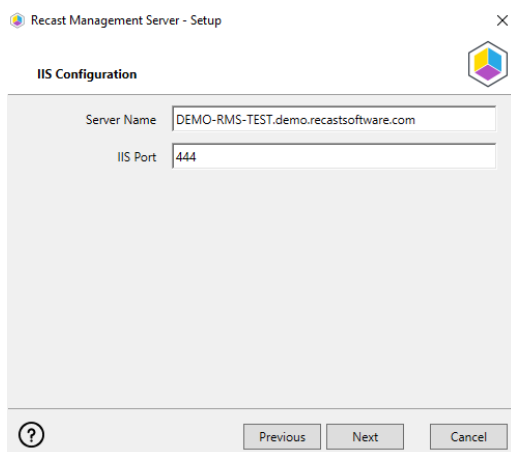 Recast Management Server - Setup
IIS Configuration
Server Name DEMO-RMS-TEST.demo.recastsoftware.com
IIS Port 444
? Previous Next Cancel